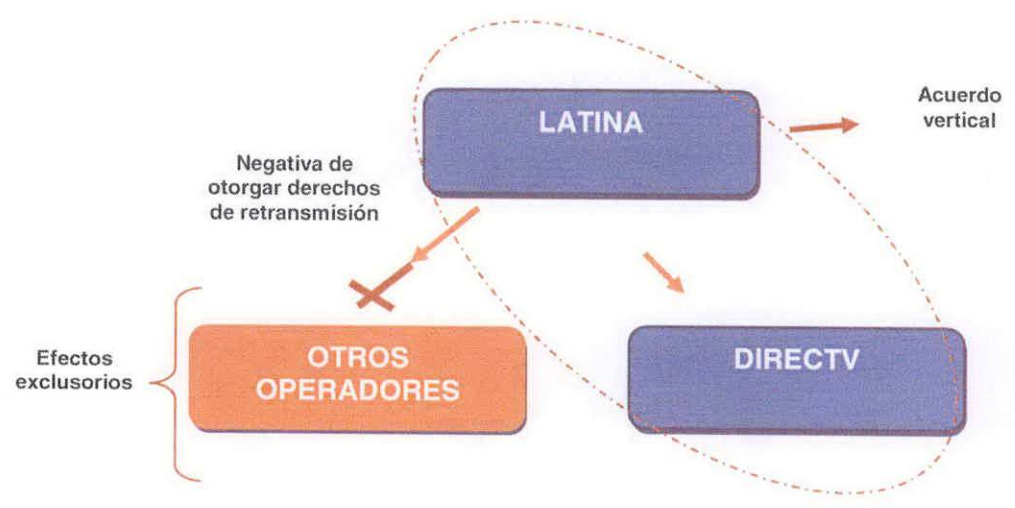 LATINA
Acuerdo
vertical
Negativa de
otorgar derechos
de retransmisión
Efectos
exclusorios
OTROS
OPERADORES
DIRECTV